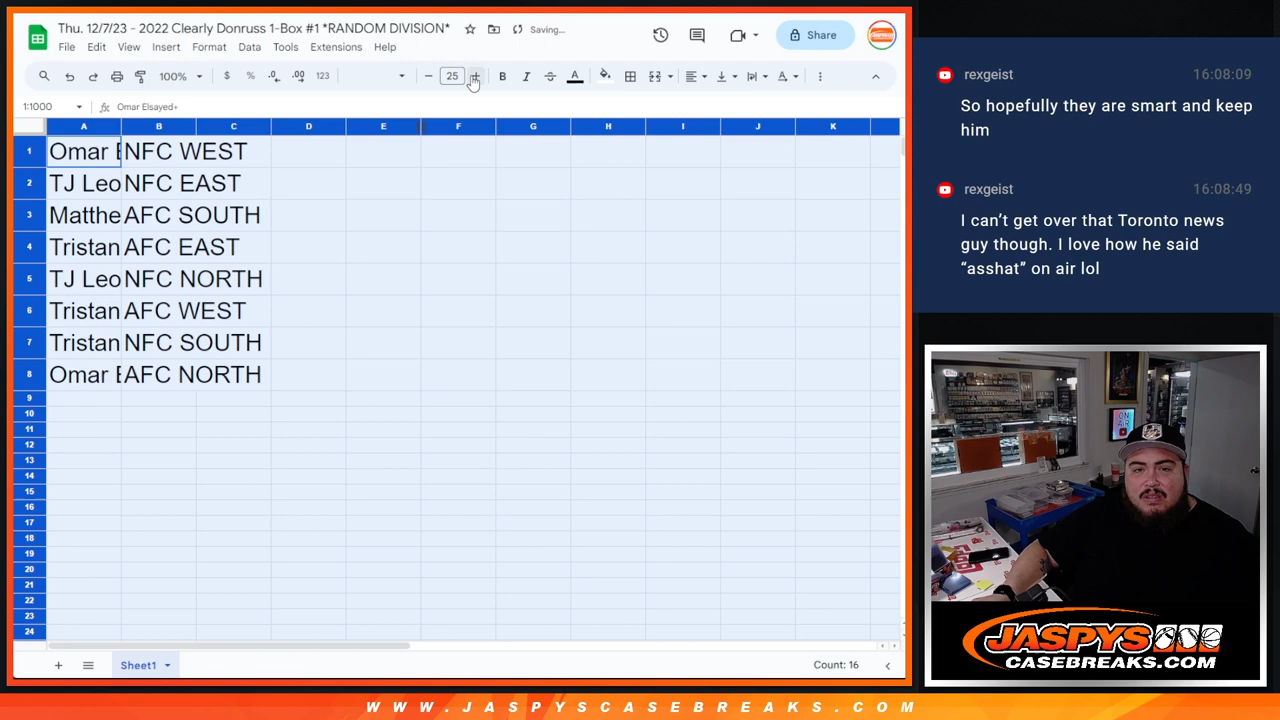 Thu. 12/7/23 - 2022 Clearly Donruss 1-Box #1 *RANDOM DIVISION*
Saving...
File Edit View Insert Format Data Tools Extensions Help
Share
100%
$ % .0 .00 123
25
B I A
1:1000
Omar Elsayed+
A B C D E F G H I J K
1 Omar E NFC WEST
2 TJ Leo NFC EAST
3 Matthe AFC SOUTH
4 Tristan AFC EAST
5 TJ Leo NFC NORTH
6 Tristan AFC WEST
7 Tristan NFC SOUTH
8 Omar E AFC NORTH
9
10
11
12
13
14
15
16
17
18
19
20
21
22
23
24
Sheet1
Count: 16
rexgeist 16:08:09
So hopefully they are smart and keep
him
rexgeist 16:08:49
I can’t get over that Toronto news
guy though. I love how he said
“asshat” on air lol
ON
AIR
JASPYS
CASEBREAKS.COM
WWW.JASPYSCASEBREAKS.COM